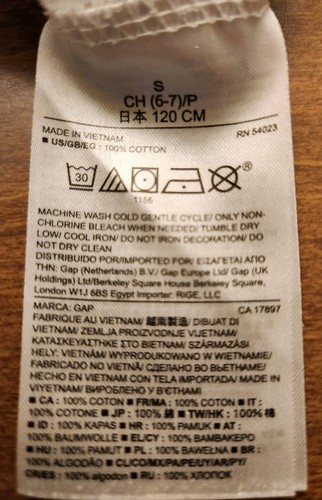 S
CH (6-7)/P
日本 120 CM
MADE IN VIETNAM RN 54023
■ US/GB/EG : 100% COTTON
30
®
1166
MACHINE WASH COLD GENTLE CYCLE/ ONLY NON-
CHLORINE BLEACH WHEN NEEDED/ TUMBLE DRY
LOW/ COOL IRON/ DO NOT IRON DECORATION/ DO
NOT DRY CLEAN
DISTRIBUIDO POR/IMPORTED FOR/ ΕΙΣΑΓΕΤΑΙ ΑΠΟ
ΤΗΝ: Gap (Netherlands) B.V./ Gap Europe Ltd/ Gap (UK
Holdings) Ltd/Berkeley Square House Berkeley Square,
London W1J 6BS Egypt Importer: RIGE, LLC
MARCA: GAP CA 17897
FABRIQUE AU VIETNAM/ 越南製造/ DIBUAT DI
VIETNAM/ ZEMLJA PROIZVODNJE VIJETNAM/
ΚΑΤΑΣΚΕΥΑΣΤΗΚΕ ΣΤΟ ΒΙΕΤΝΑΜ/ SZÁRMAZÁSI
HELY: VIETNÁM/ WYPRODUKOWANO W WIETNAMIE/
FABRICADO NO VIETNÃ/ СДЕЛАНО ВО ВЬЕТНАМЕ/
HECHO EN VIETNAM CON TELA IMPORTADA/ MADE IN
VIYETNAM/ ВИРОБЛЕНО У В'ЄТНАМІ
■ CA : 100% COTON ■ FR/MA : 100% COTON ■ IT :
100% COTONE ■ JP : 100% 綿 ■ TW/HK : 100% 棉
■ ID : 100% KAPAS ■ HR : 100% PAMUK ■ AT :
100% BAUMWOLLE ■ EL/CY : 100% ΒΑΜΒΑΚΕΡΟ
■ HU : 100% PAMUT ■ PL : 100% BAWEŁNA ■ BR :
100% ALGODÃO ■ CL/CO/MX/PA/PE/UY/AR/PY/
CR/ES : 100% algodon ■ RU : 100% ХЛОПОК